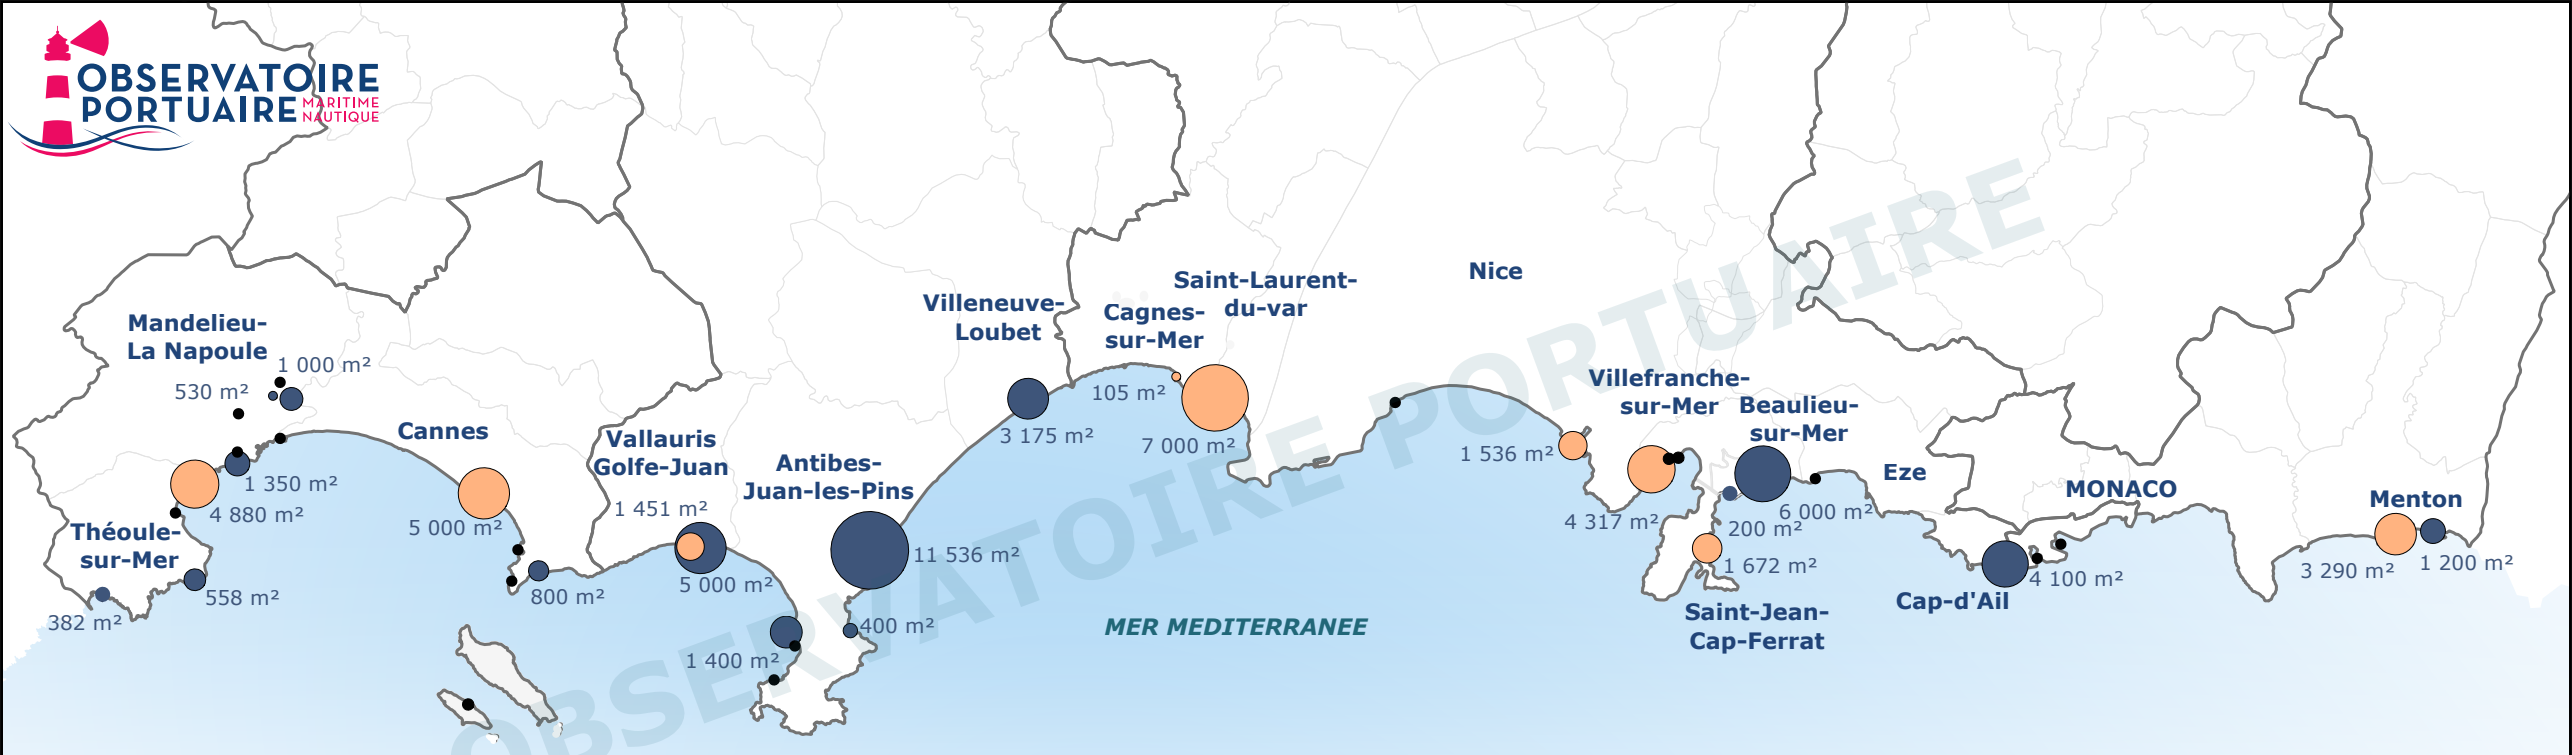 OBSERVATOIRE
PORTUAIRE
MARITIME
NAUTIQUE
Mandelieu-
La Napoule
1 000 m²
530 m²
1 350 m²
4 880 m²
Théoule-
sur-Mer
558 m²
382 m²
Cannes
5 000 m²
800 m²
Vallauris
Golfe-Juan
1 451 m²
5 000 m²
Antibes-
Juan-les-Pins
11 536 m²
400 m²
1 400 m²
Villeneuve-
Loubet
3 175 m²
Cagnes-
sur-Mer
105 m²
Saint-Laurent-
du-var
7 000 m²
Nice
1 536 m²
Villefranche-
sur-Mer
4 317 m²
Beaulieu-
sur-Mer
6 000 m²
200 m²
1 672 m²
Saint-Jean-
Cap-Ferrat
Eze
Cap-d'Ail
4 100 m²
MONACO
Menton
3 290 m²
1 200 m²
MER MEDITERRANEE
OBSERVATOIRE PORTUAIRE